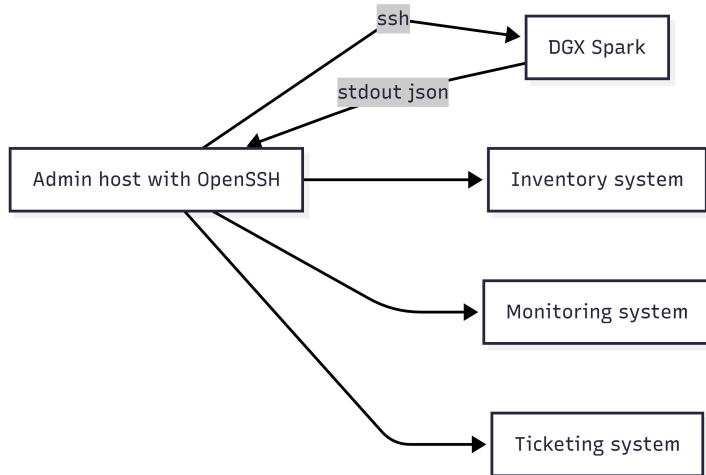 ssh
DGX Spark
stdout json
Admin host with OpenSSH
Inventory system
Monitoring system
Ticketing system